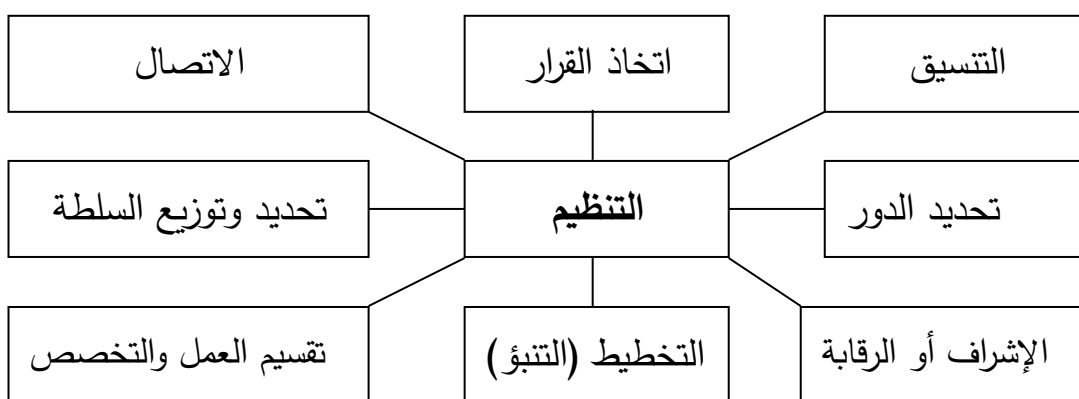 التنسيق
اتخاذ القرار
الاتصال
تحديد الدور
التنظيم
تحديد وتوزيع السلطة
الإشراف أو الرقابة
التخطيط (التنبؤ)
تقسيم العمل والتخصص